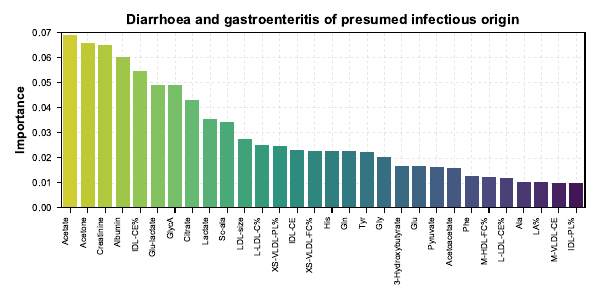 Diarrhoea and gastroenteritis of presumed infectious origin
Importance
0.07
0.06
0.05
0.04
0.03
0.02
0.01
0.00
Acetate
Acetone
Creatinine
Albumin
IDL-CE%
Glu-lactate
GlycA
Citrate
Lactate
Sc-ala
LDL-size
L-LDL-C%
XS-VLDL-PL%
IDL-CE
XS-VLDL-FC%
His
Gln
Tyr
Gly
3-Hydroxybutyrate
Glu
Pyruvate
Acetoacetate
Phe
M-HDL-FC%
L-LDL-CE%
Ala
LA%
M-VLDL-CE
IDL-PL%